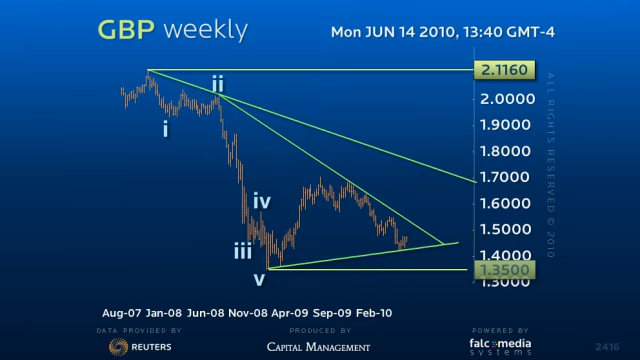 GBP weekly
Mon JUN 14 2010, 13:40 GMT-4
2.1160
2.0000
1.9000
1.8000
1.7000
1.6000
1.5000
1.4000
1.3500
1.3000
ii
i
iv
iii
v
ALL RIGHTS RESERVED © 2010
Aug-07 Jan-08 Jun-08 Nov-08 Apr-09 Sep-09 Feb-10
DATA PROVIDED BY
REUTERS
PRODUCED BY
CAPITAL MANAGEMENT
POWERED BY
falc media
systems
2416